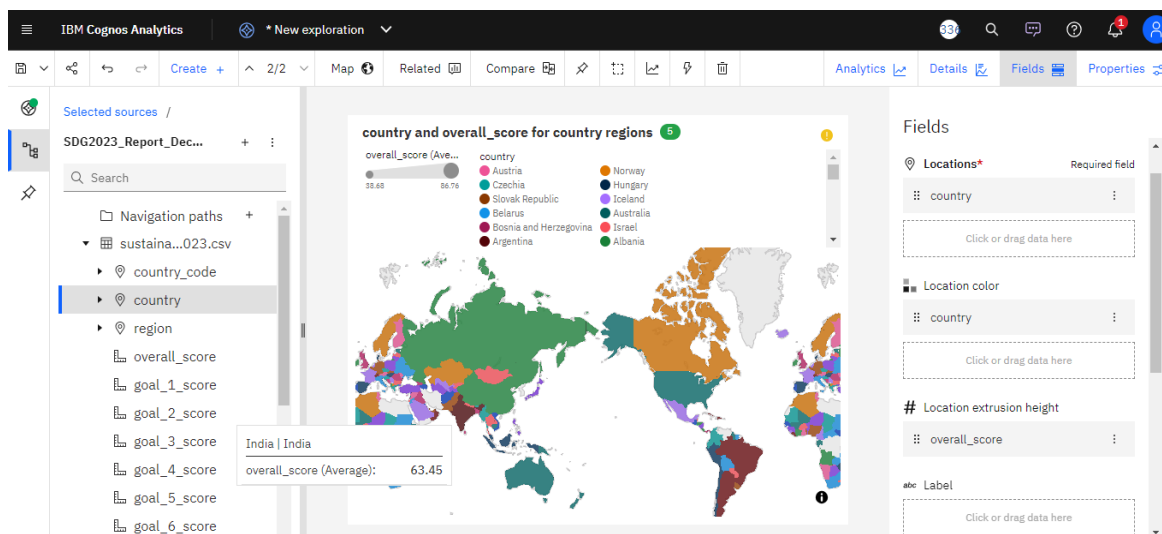 IBM Cognos Analytics
* New exploration
336
1
Create +
2/2
Map
Related
Compare
Analytics
Details
Fields
Properties
Selected sources /
SDG2023_Report_Dec...
Search
Navigation paths +
sustaina...023.csv
country_code
country
region
overall_score
goal_1_score
goal_2_score
goal_3_score
goal_4_score
goal_5_score
goal_6_score
country and overall_score for country regions 5
overall_score (Ave...
38.68 86.76
country
Austria Norway
Czechia Hungary
Slovak Republic Iceland
Belarus Australia
Bosnia and Herzegovina Israel
Argentina Albania
India | India
overall_score (Average): 63.45
Fields
Locations* Required field
country
Click or drag data here
Location color
country
Click or drag data here
# Location extrusion height
overall_score
abc Label
Click or drag data here